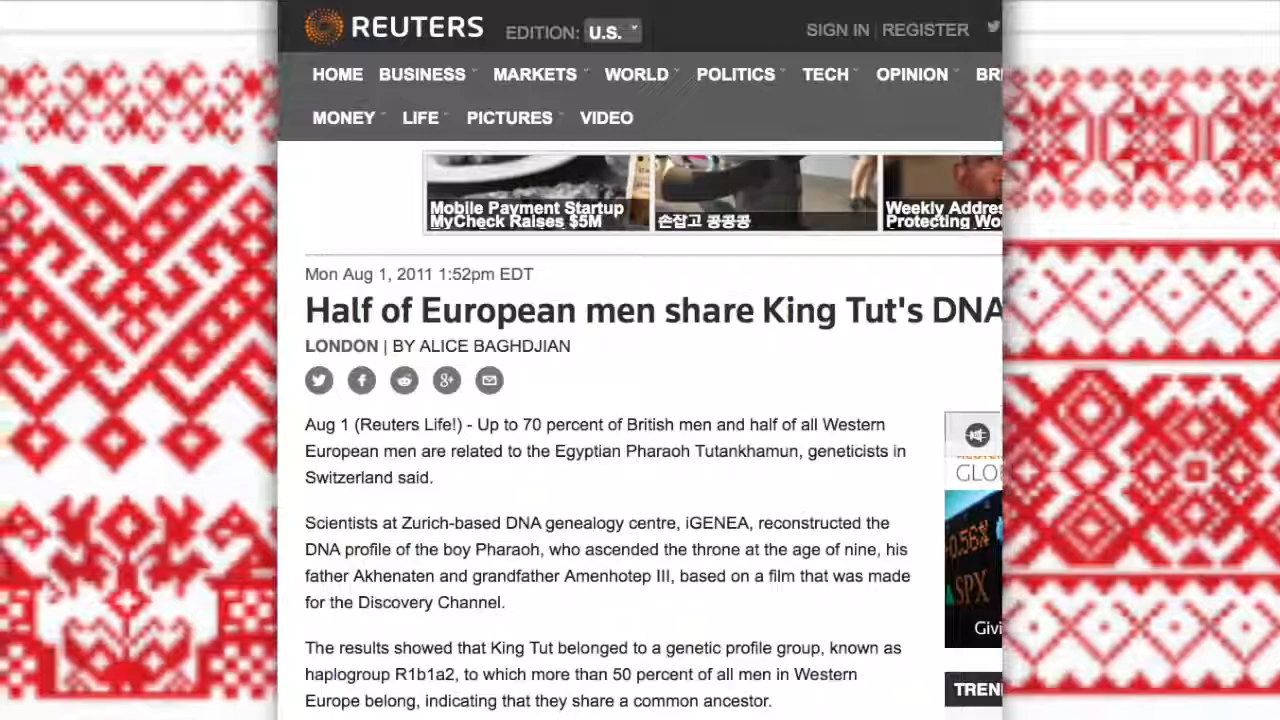 REUTERS EDITION: U.S. SIGN IN | REGISTER
HOME BUSINESS MARKETS WORLD POLITICS TECH OPINION
MONEY LIFE PICTURES VIDEO
Mobile Payment Startup
MyCheck Raises $5M
손잡고 콩콩콩
Weekly
Protecting
Mon Aug 1, 2011 1:52pm EDT
Half of European men share King Tut's DNA
LONDON | BY ALICE BAGHDJIAN
Aug 1 (Reuters Life!) - Up to 70 percent of British men and half of all Western
European men are related to the Egyptian Pharaoh Tutankhamun, geneticists in
Switzerland said.
Scientists at Zurich-based DNA genealogy centre, iGENEA, reconstructed the
DNA profile of the boy Pharaoh, who ascended the throne at the age of nine, his
father Akhenaten and grandfather Amenhotep III, based on a film that was made
for the Discovery Channel.
The results showed that King Tut belonged to a genetic profile group, known as
haplogroup R1b1a2, to which more than 50 percent of all men in Western
Europe belong, indicating that they share a common ancestor.
0.56%
SPX